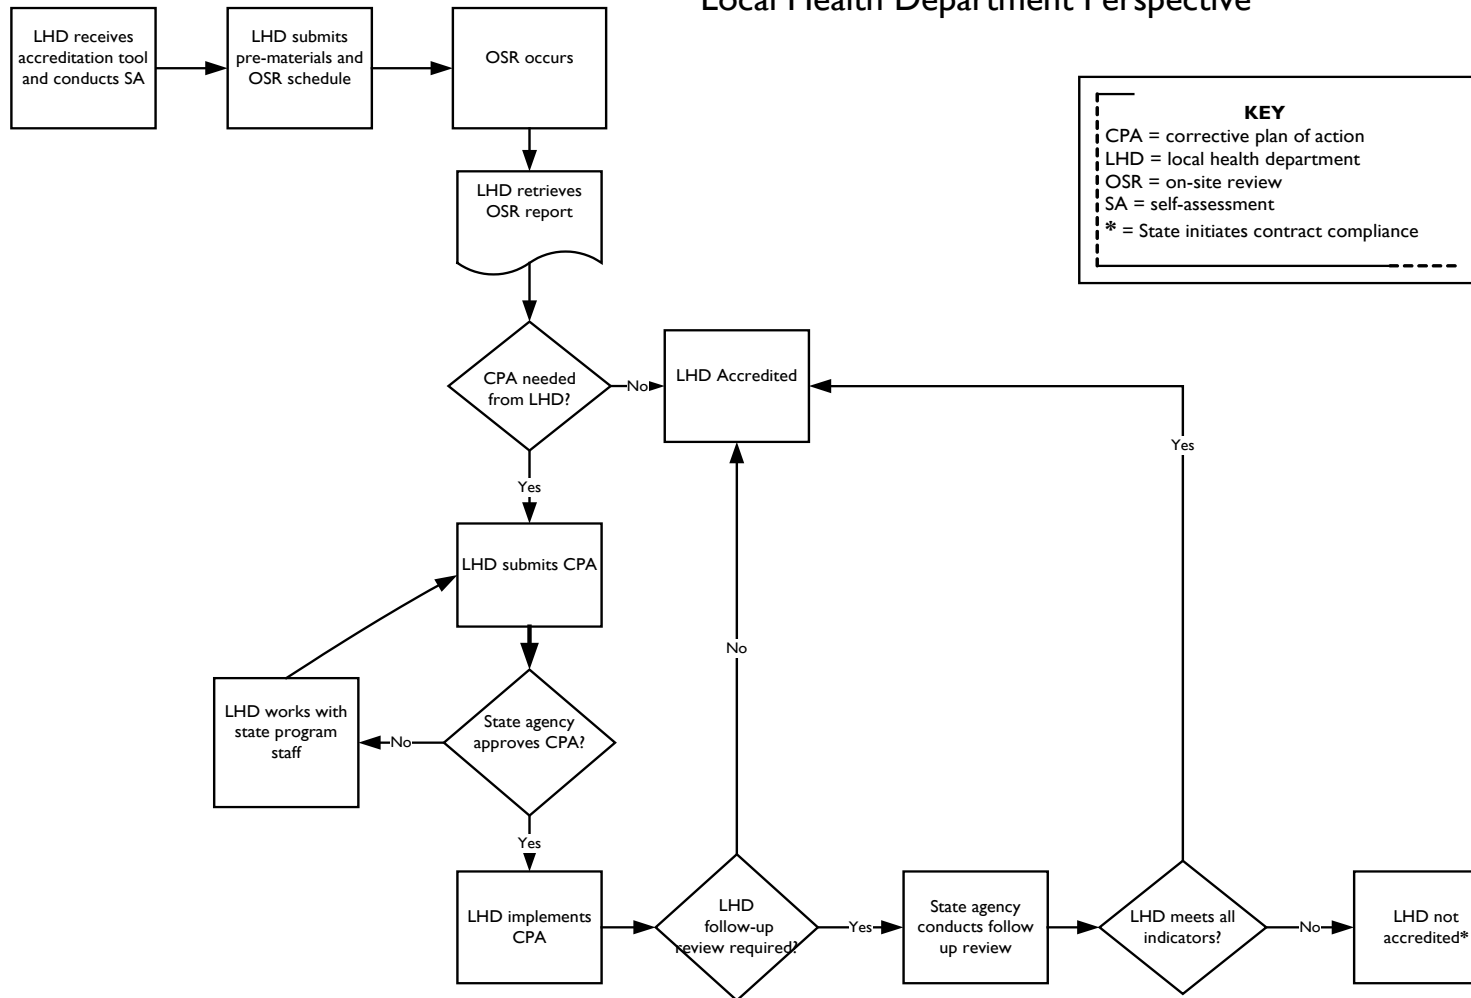 Local Health Department Perspective
LHD receives
accreditation tool
and conducts SA
LHD submits
pre-materials and
OSR schedule
OSR occurs
KEY
CPA = corrective plan of action
LHD = local health department
OSR = on-site review
SA = self-assessment
* = State initiates contract compliance
LHD retrieves
OSR report
CPA needed
from LHD?
No
LHD Accredited
Yes
Yes
LHD submits CPA
No
LHD works with
state program
staff
No
State agency
approves CPA?
Yes
LHD implements
CPA
LHD
follow-up
review required?
Yes
State agency
conducts follow
up review
LHD meets all
indicators?
No
LHD not
accredited*